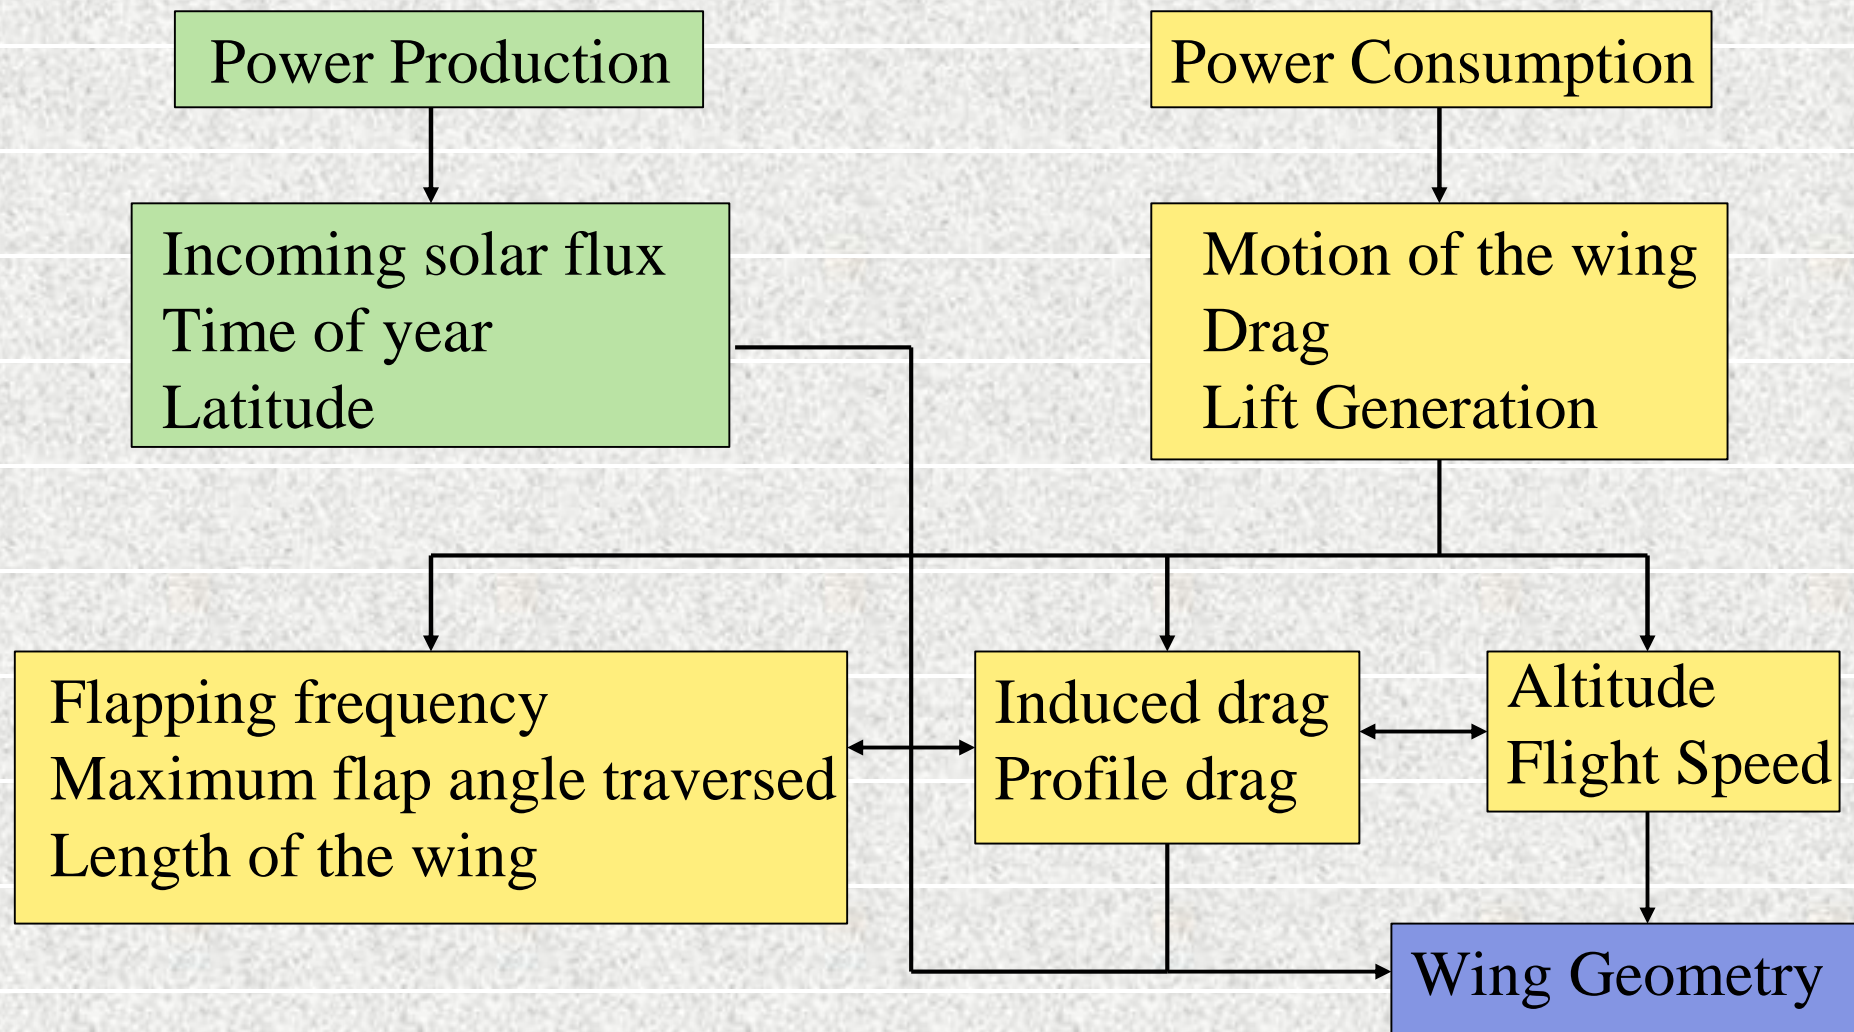 Power Production
Power Consumption
Incoming solar flux
Time of year
Latitude
Motion of the wing
Drag
Lift Generation
Flapping frequency
Maximum flap angle traversed
Length of the wing
Induced drag
Profile drag
Altitude
Flight Speed
Wing Geometry